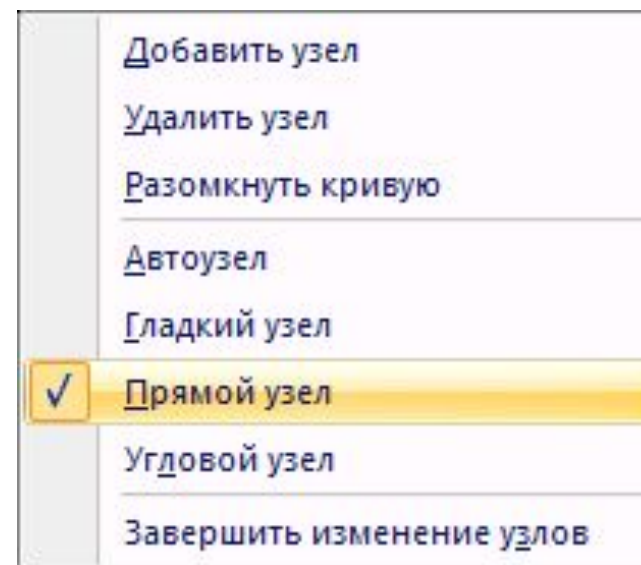 Добавить узел
Удалить узел
Разомкнуть кривую
Автоузел
Гладкий узел
Прямой узел
Угловой узел
Завершить изменение узлов